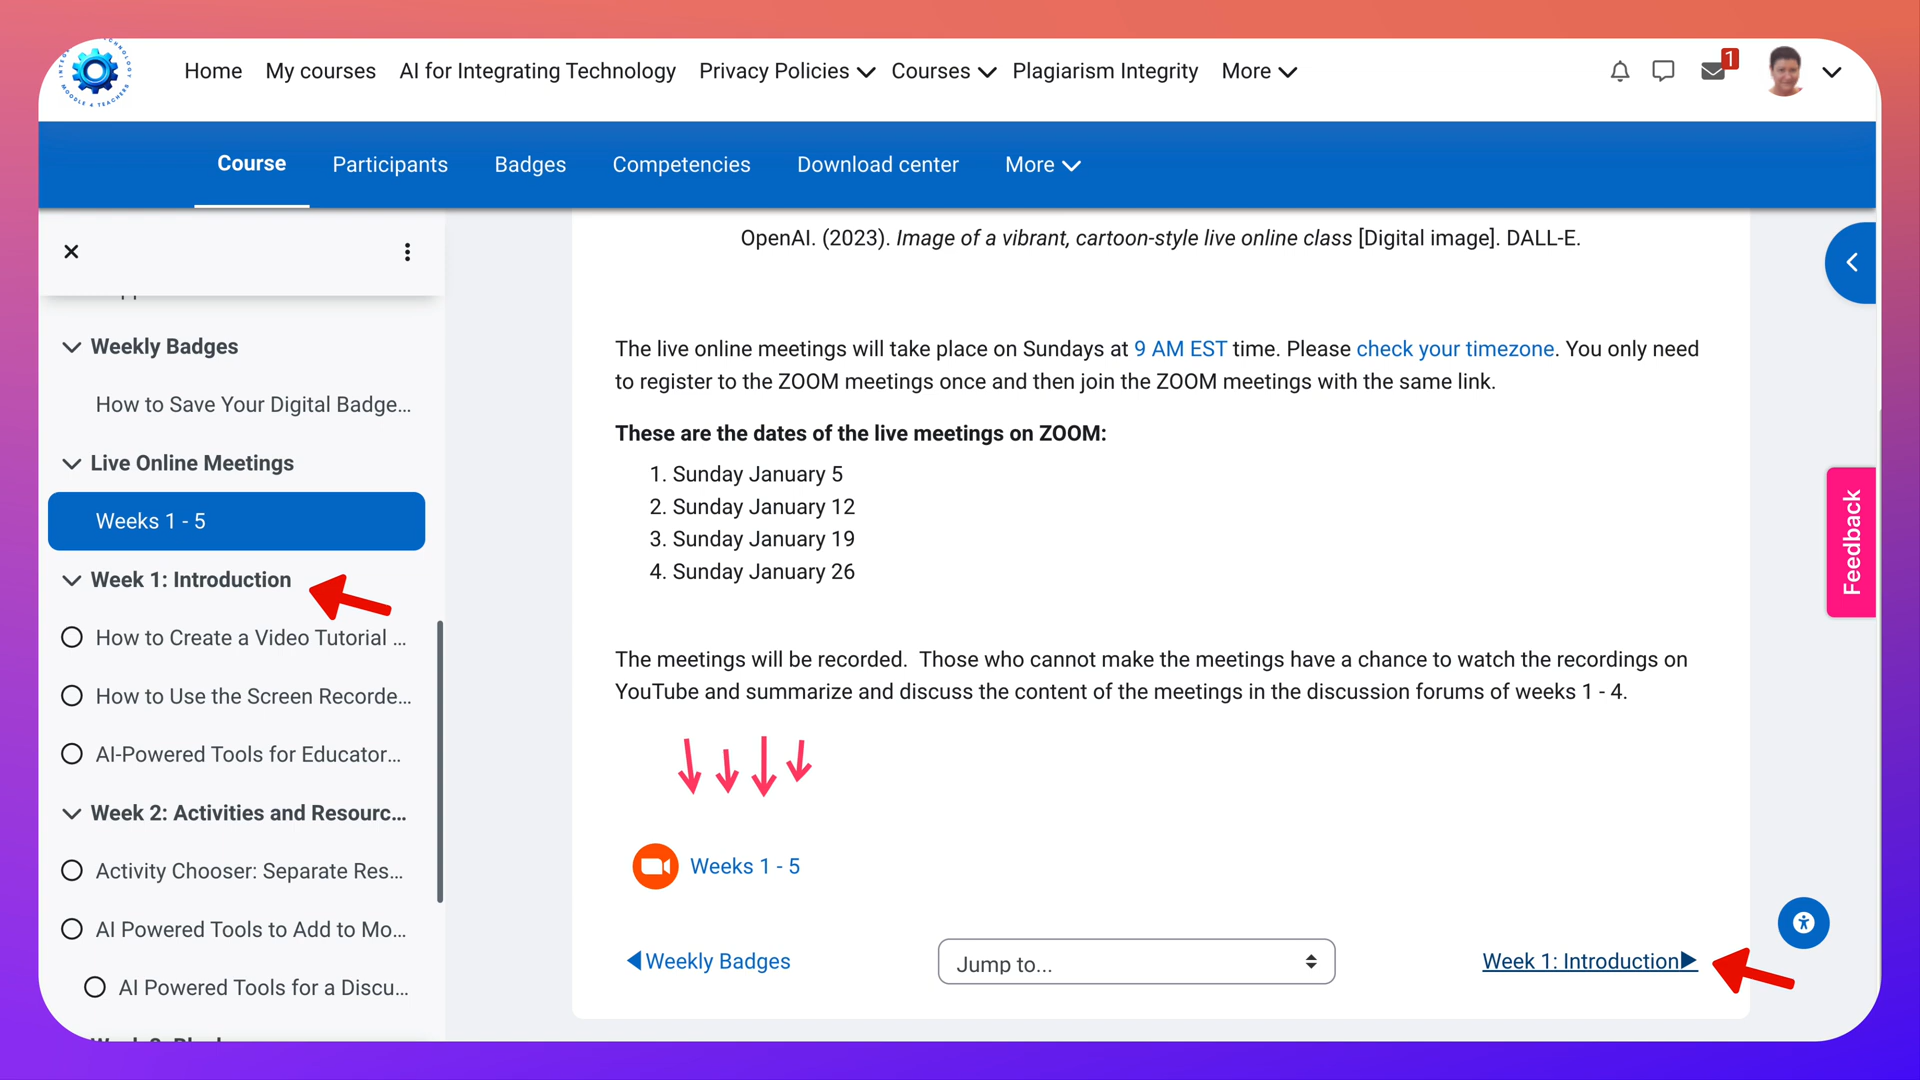 Home My courses AI for Integrating Technology Privacy Policies Courses Plagiarism Integrity More 1
MOODLE 4 TEACHERS
Course Participants Badges Competencies Download center More
Weekly Badges
How to Save Your Digital Badge...
Live Online Meetings
Weeks 1 - 5
Week 1: Introduction
How to Create a Video Tutorial ...
How to Use the Screen Recorde...
AI-Powered Tools for Educator...
Week 2: Activities and Resourc...
Activity Chooser: Separate Res...
AI Powered Tools to Add to Mo...
AI Powered Tools for a Discu...
OpenAI. (2023). Image of a vibrant, cartoon-style live online class [Digital image]. DALL-E.
The live online meetings will take place on Sundays at 9 AM EST time. Please check your timezone. You only need
to register to the ZOOM meetings once and then join the ZOOM meetings with the same link.
These are the dates of the live meetings on ZOOM:
1. Sunday January 5
2. Sunday January 12
3. Sunday January 19
4. Sunday January 26
The meetings will be recorded. Those who cannot make the meetings have a chance to watch the recordings on
YouTube and summarize and discuss the content of the meetings in the discussion forums of weeks 1 - 4.
Weeks 1 - 5
Weekly Badges
Jump to...
Week 1: Introduction
Feedback